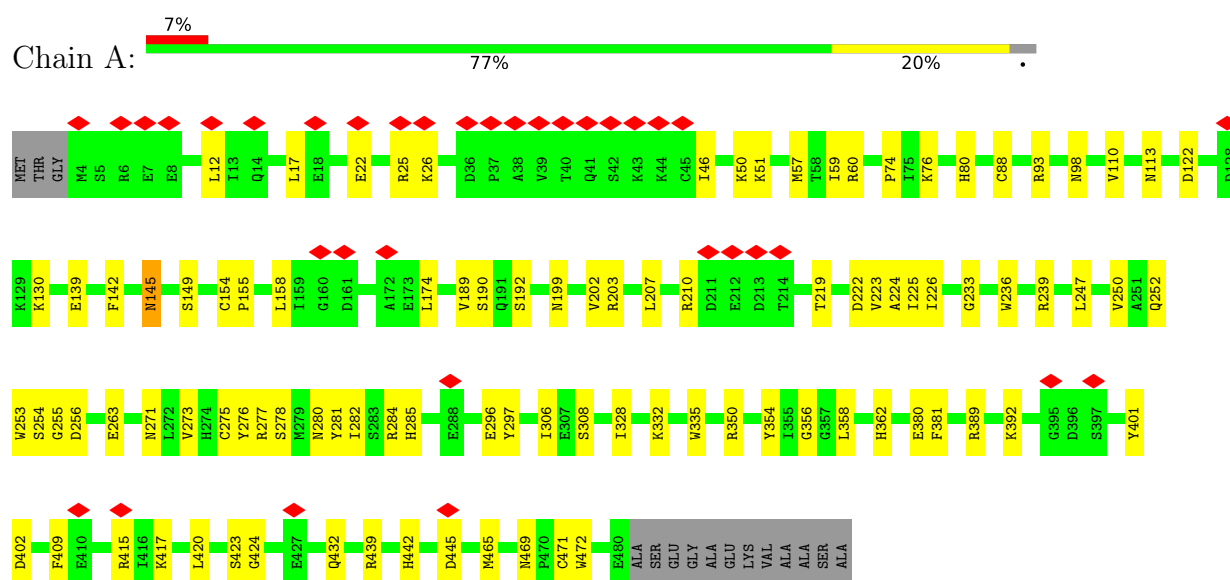 7%
Chain A:
77% 20% •
MET THR GLY M4 S5 R6 E7 E8 L12 I13 Q14 L17 E18 E22 R25 K26 D36 P37 A38 V39 T40 Q41 S42 K43 K44 C45 I46 K50 K51 M57 T58 I59 R60 P74 I75 K76 H80 C88 R93 N98 V110 N113 D122 D128
K129 K130 E139 F142 N145 S149 C154 P155 L158 I159 G160 D161 A172 E173 L174 V189 S190 Q191 S192 N199 V202 R203 L207 R210 D211 E212 D213 T214 T219 D222 V223 A224 I225 I226 G233 W236 R239 L247 V250 A251 Q252
W253 S254 G255 D256 E263 N271 L272 V273 H274 C275 Y276 R277 S278 M279 N280 Y281 I282 S283 R284 H285 E288 E296 Y297 I306 E307 S308 I328 K332 W335 R350 Y354 I355 G356 G357 L358 H362 E380 F381 R389 K392 G395 D396 S397 Y401
D402 F409 E410 R415 I416 K417 L420 S423 G424 E427 Q432 R439 H442 D445 M465 N469 P470 C471 W472 E480 ALA SER GLU GLY ALA GLU LYS VAL ALA ALA SER ALA